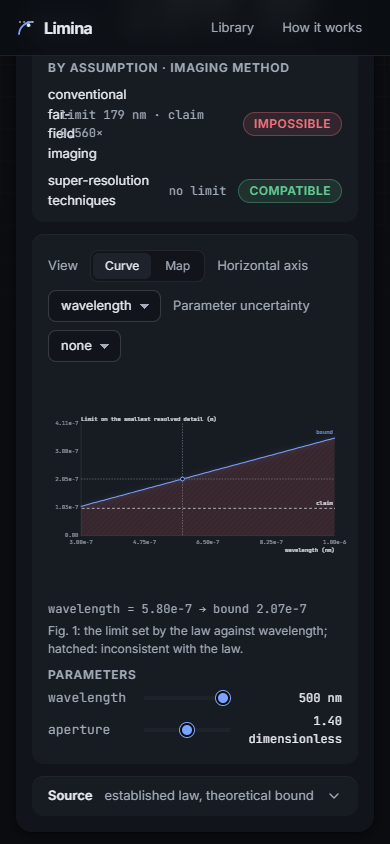 Limina
Library
How it works
BY ASSUMPTION · IMAGING METHOD
conventional
far-
field
imaging
limit 179 nm · claim
0.560×
IMPOSSIBLE
super-resolution
techniques
no limit
COMPATIBLE
View
Curve
Map
Horizontal axis
wavelength
Parameter uncertainty
none
Limit on the smallest resolved detail (m)
4.11e-7
3.08e-7
2.05e-7
1.03e-7
0.00
bound
claim
3.00e-7
4.75e-7
6.50e-7
8.25e-7
1.00e-6
wavelength (nm)
wavelength = 5.80e-7 → bound 2.07e-7
Fig. 1: the limit set by the law against wavelength;
hatched: inconsistent with the law.
PARAMETERS
wavelength
500 nm
aperture
1.40
dimensionless
Source
established law, theoretical bound